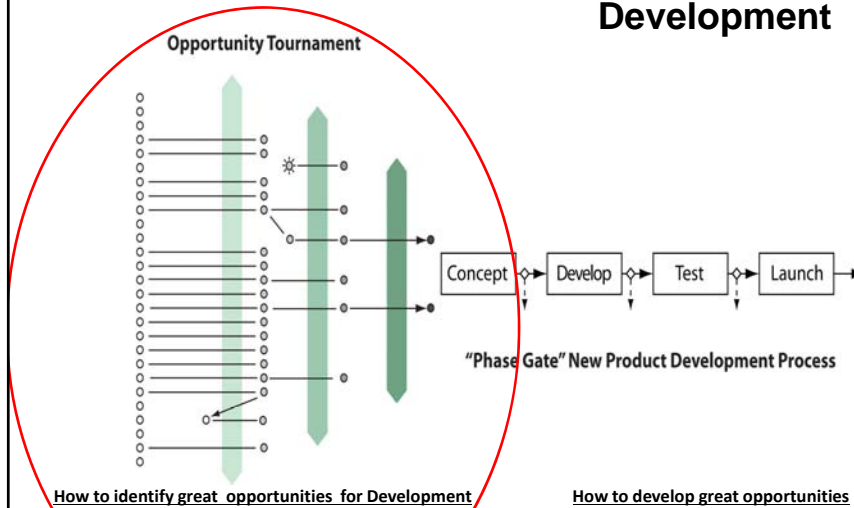 Development
Opportunity Tournament
Concept
Develop
Test
Launch
"Phase Gate" New Product Development Process
How to identify great opportunities for Development
How to develop great opportunities